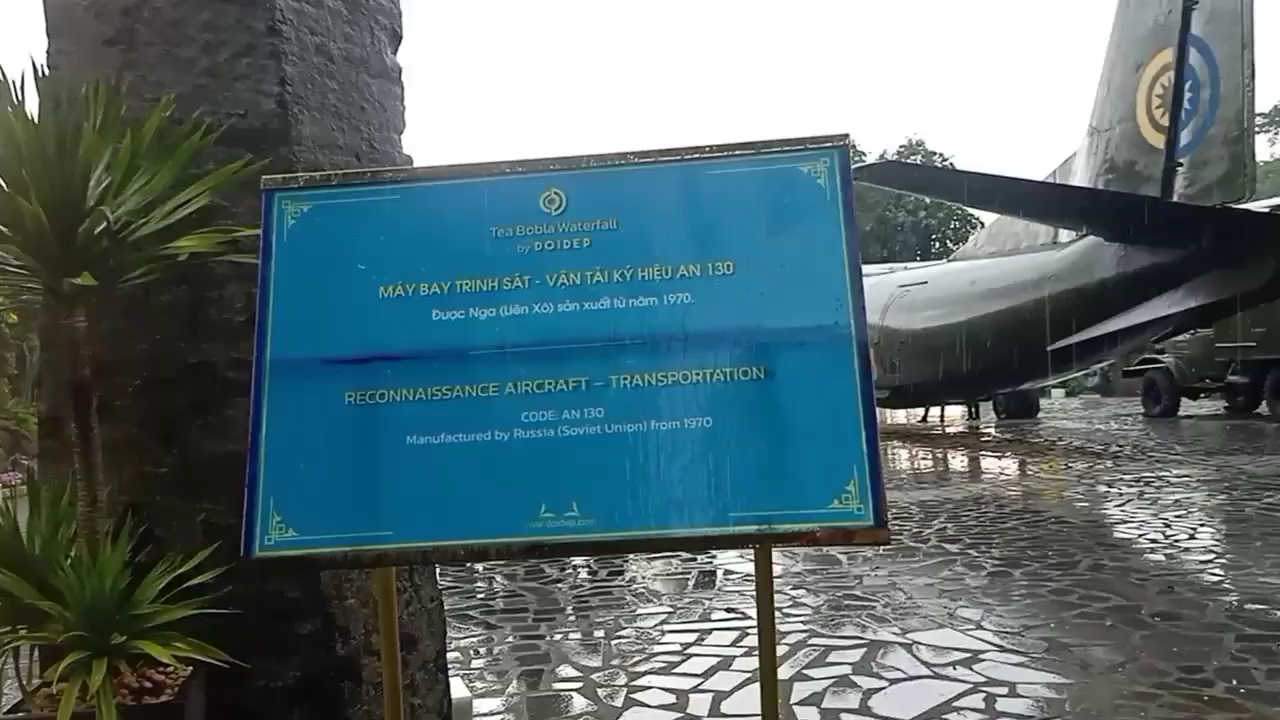 Tea Bobla Waterfall
by DOIDEP
MÁY BAY TRINH SÁT - VẬN TẢI KÝ HIỆU AN 130
Được Nga (Liên Xô) sản xuất từ năm 1970.
RECONNAISSANCE AIRCRAFT – TRANSPORTATION
CODE: AN 130
Manufactured by Russia (Soviet Union) from 1970